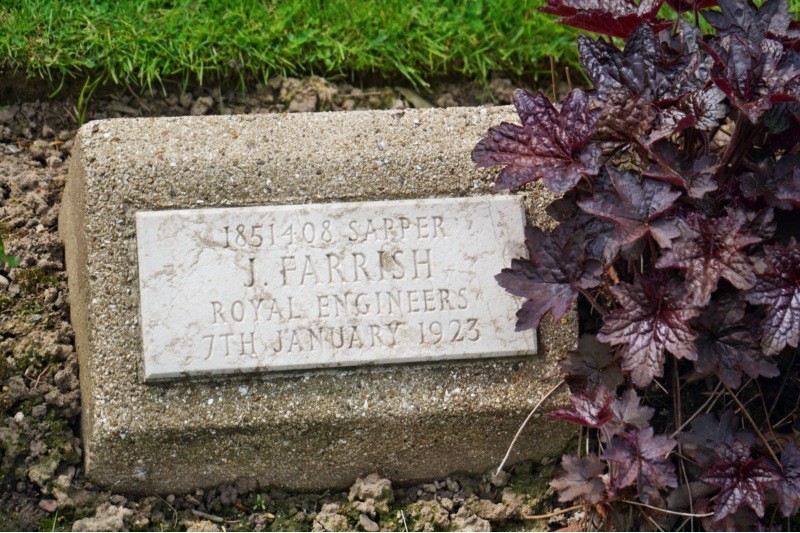 1851408 SAPPER
J. FARRISH
ROYAL ENGINEERS
7TH JANUARY 1923